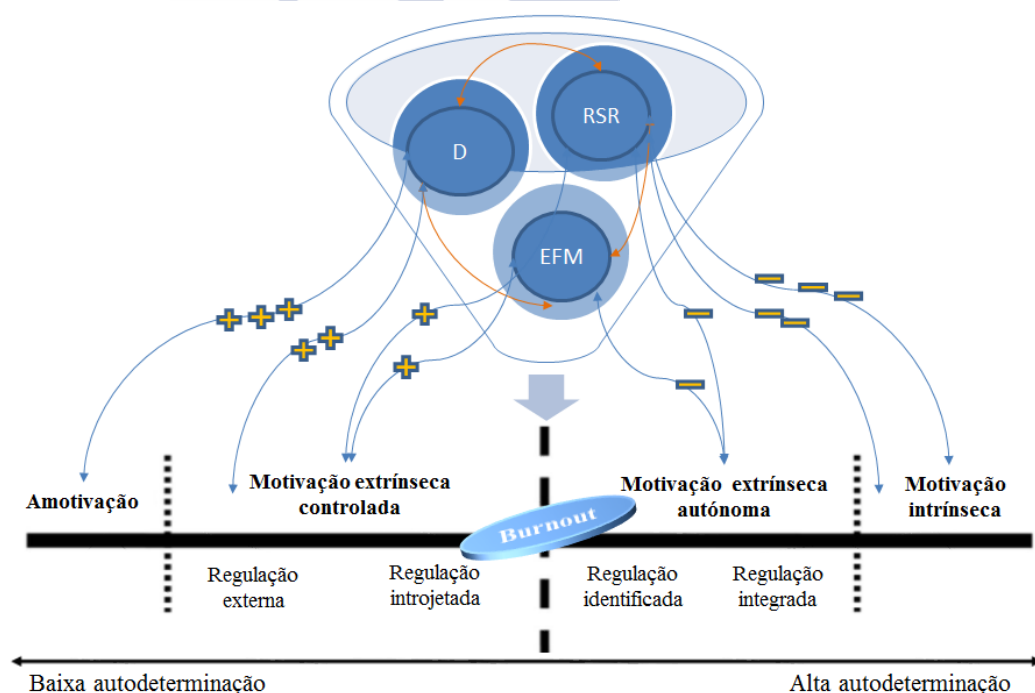 RSR
D
EFM
Amotivação
Motivação extrínseca
controlada
Motivação extrínseca
autónoma
Motivação
intrínseca
Burnout
Regulação
externa
Regulação
introjetada
Regulação
identificada
Regulação
integrada
Baixa autodeterminação
Alta autodeterminação